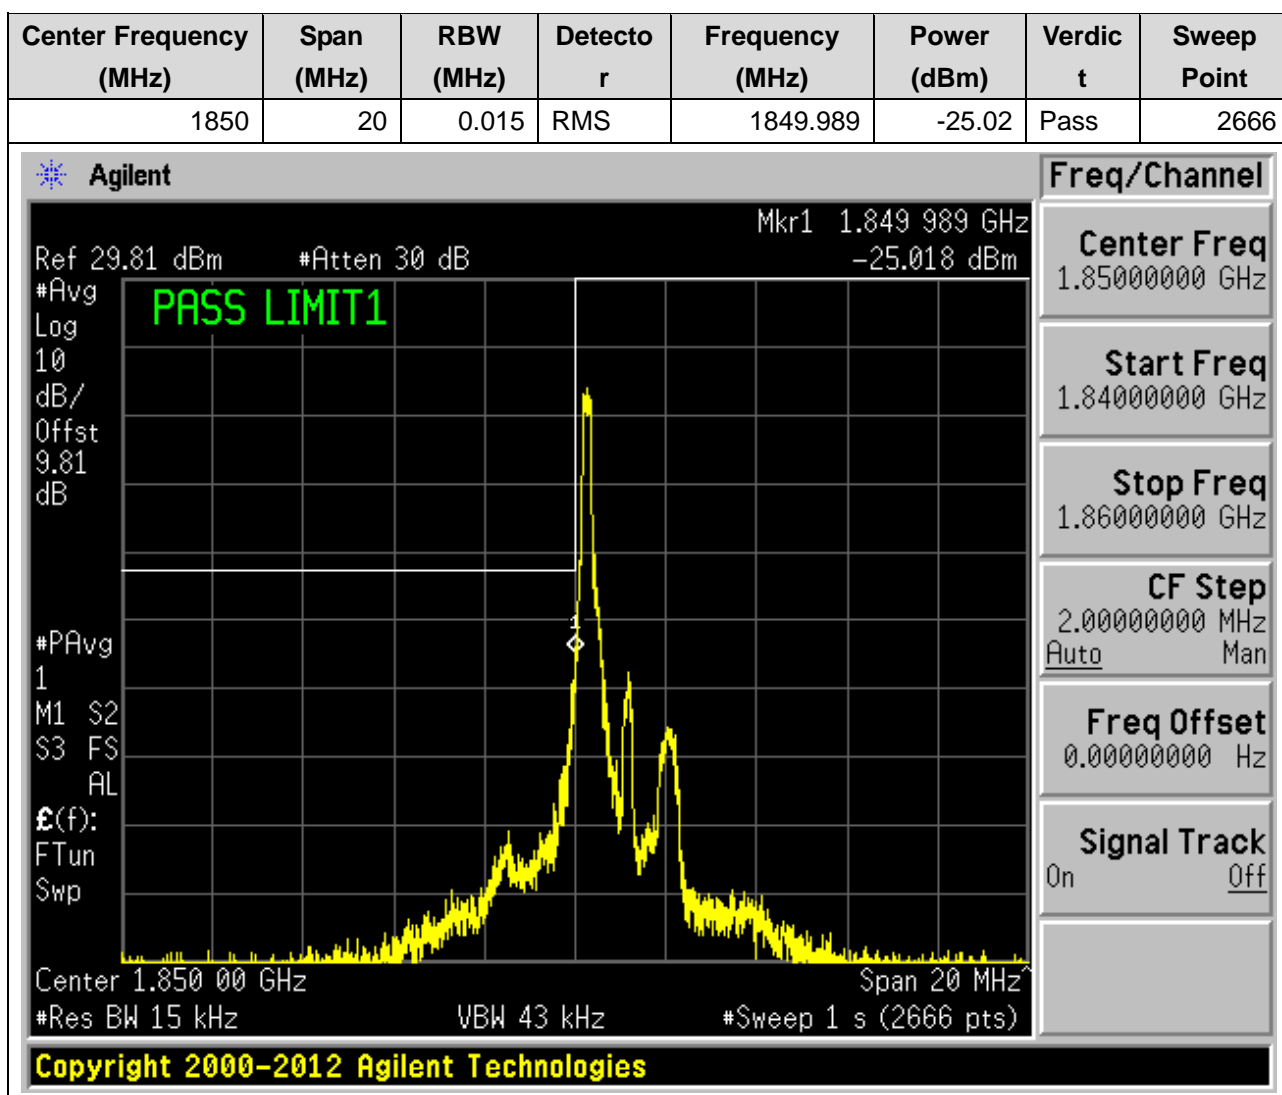 Center Frequency (MHz) Span (MHz) RBW (MHz) Detecto r Frequency (MHz) Power (dBm) Verdic t Sweep Point
1850 20 0.015 RMS 1849.989 -25.02 Pass 2666
Agilent
Freq/Channel
Mkr1 1.849 989 GHz
Ref 29.81 dBm #Atten 30 dB -25.018 dBm
#Avg
Log
10
dB/
Offst
9.81
dB
PASS LIMIT1
1
#PAvg
1
M1 S2
S3 FS
AL
£(f):
FTun
Swp
Center 1.850 00 GHz Span 20 MHz^
#Res BW 15 kHz VBW 43 kHz #Sweep 1 s (2666 pts)
Center Freq
1.85000000 GHz
Start Freq
1.84000000 GHz
Stop Freq
1.86000000 GHz
CF Step
2.00000000 MHz
Auto Man
Freq Offset
0.00000000 Hz
Signal Track
On Off
Copyright 2000-2012 Agilent Technologies